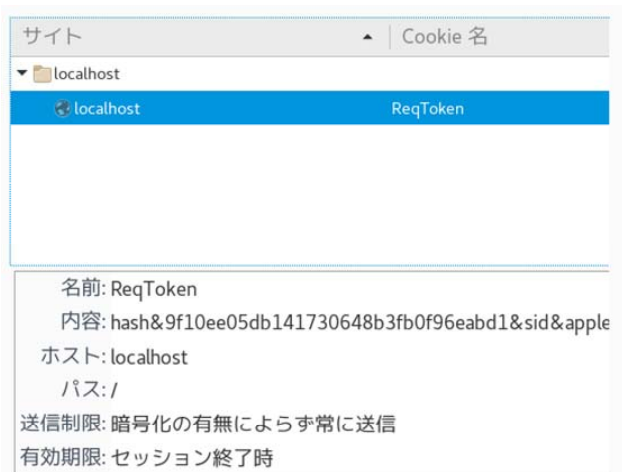 サイト Cookie 名
localhost
localhost ReqToken
名前: ReqToken
内容: hash&9f10ee05db141730648b3fb0f96eabd1&sid&apple
ホスト: localhost
パス: /
送信制限: 暗号化の有無によらず常に送信
有効期限: セッション終了時